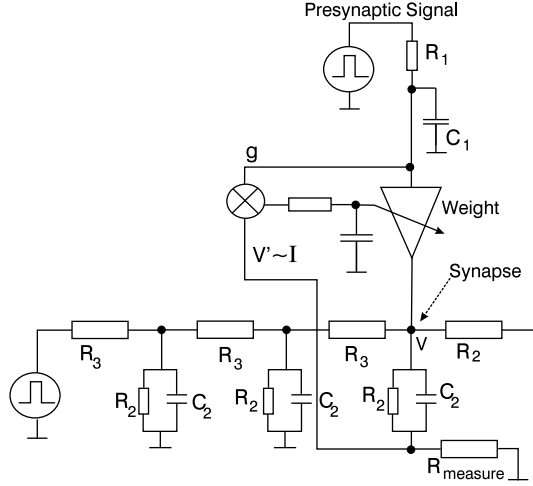 Presynaptic Signal
R1
C1
g
Weight
V'~I
Synapse
R3
R3
R3
V
R2
R2
C2
R2
C2
R2
C2
Rmeasure